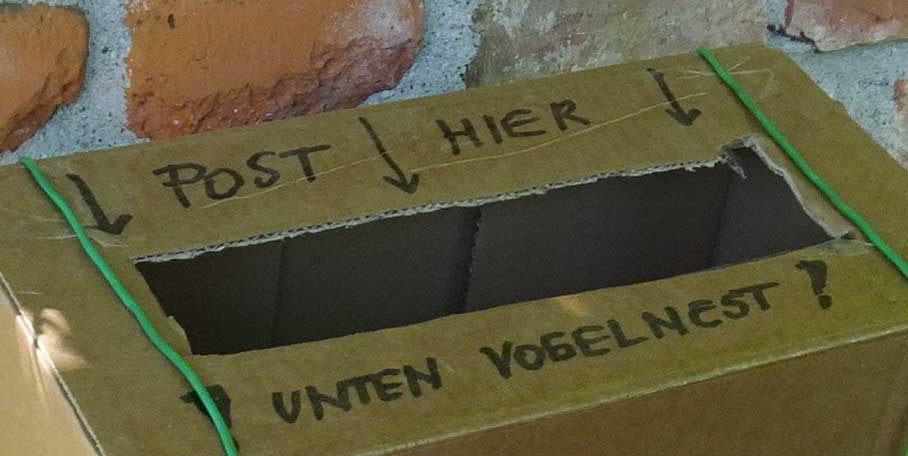 ↓ POST ↓ HIER ↓
! UNTEN VOGELNEST !